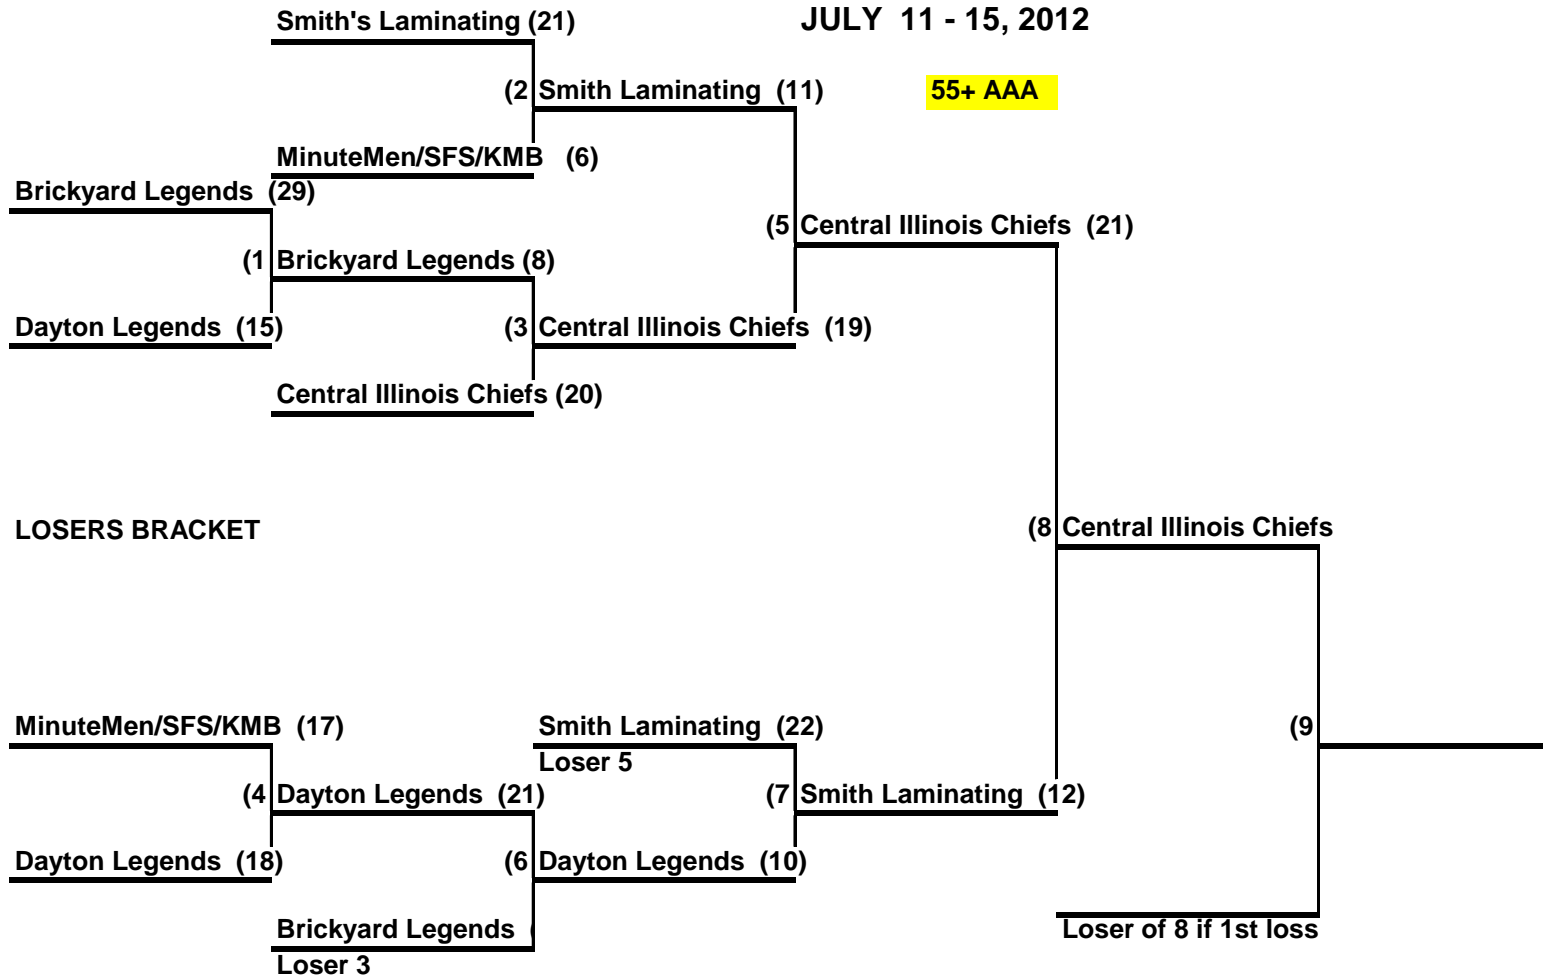 Smith's Laminating (21)
JULY 11 - 15, 2012
(2 Smith Laminating (11)
55+ AAA
MinuteMen/SFS/KMB (6)
Brickyard Legends (29)
(5 Central Illinois Chiefs (21)
(1 Brickyard Legends (8)
Dayton Legends (15)
(3 Central Illinois Chiefs (19)
Central Illinois Chiefs (20)
LOSERS BRACKET
(8 Central Illinois Chiefs
MinuteMen/SFS/KMB (17)
Smith Laminating (22)
(9
Loser 5
(4 Dayton Legends (21)
(7 Smith Laminating (12)
Dayton Legends (18)
(6 Dayton Legends (10)
Brickyard Legends (
Loser of 8 if 1st loss
Loser 3